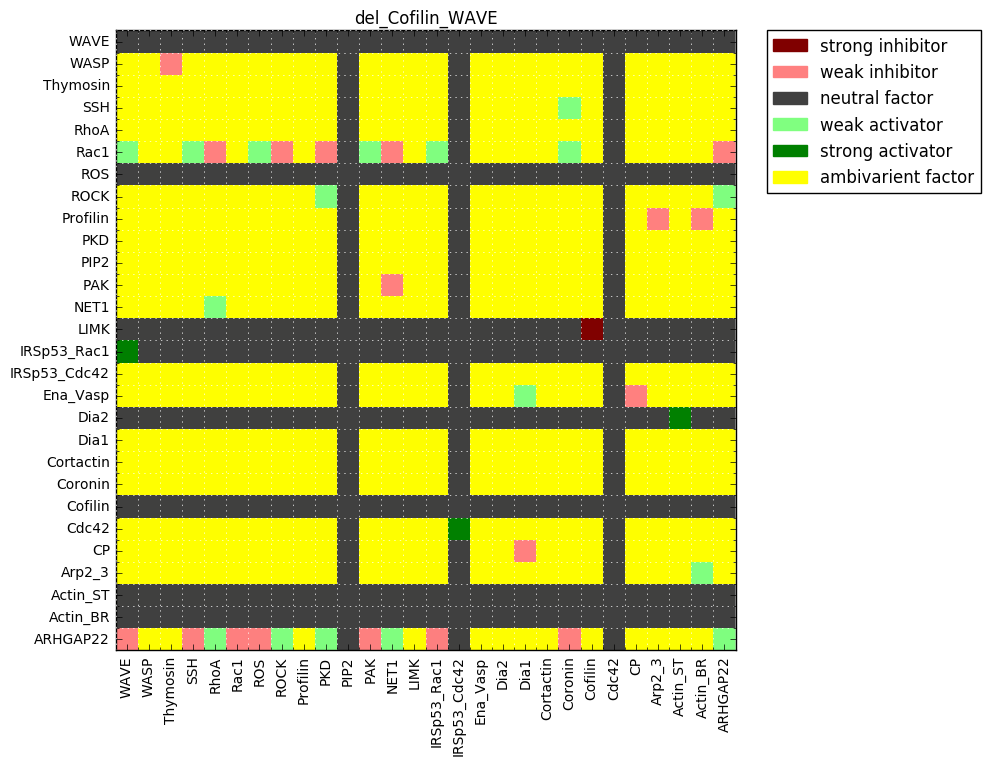 del_Cofilin_WAVE
WAVE
WASP
Thymosin
SSH
RhoA
Rac1
ROS
ROCK
Profilin
PKD
PIP2
PAK
NET1
LIMK
IRSp53_Rac1
IRSp53_Cdc42
Ena_Vasp
Dia2
Dia1
Cortactin
Coronin
Cofilin
Cdc42
CP
Arp2_3
Actin_ST
Actin_BR
ARHGAP22
WAVE
WASP
Thymosin
SSH
RhoA
Rac1
ROS
ROCK
Profilin
PKD
PIP2
PAK
NET1
LIMK
IRSp53_Rac1
IRSp53_Cdc42
Ena_Vasp
Dia2
Dia1
Cortactin
Coronin
Cofilin
Cdc42
CP
Arp2_3
Actin_ST
Actin_BR
ARHGAP22
strong inhibitor
weak inhibitor
neutral factor
weak activator
strong activator
ambivarient factor